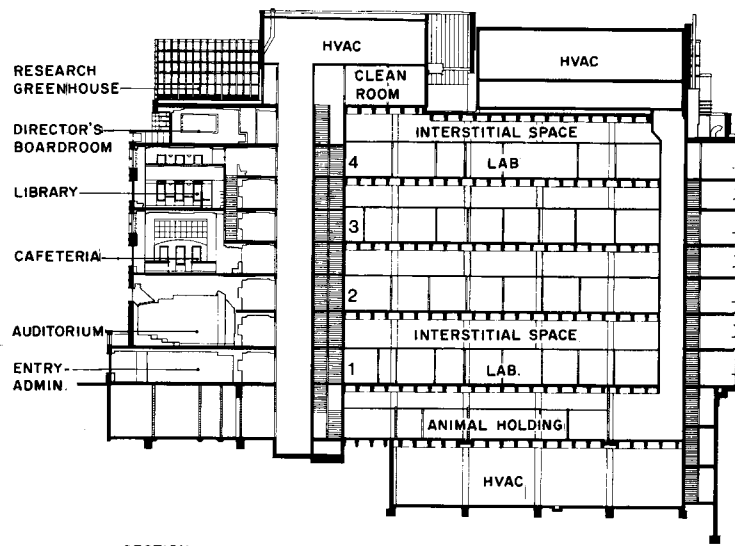 HVAC
HVAC
CLEAN
ROOM
RESEARCH
GREENHOUSE
DIRECTOR'S
BOARDROOM
INTERSTITIAL SPACE
4 LAB
LIBRARY
3
CAFETERIA
2
AUDITORIUM
INTERSTITIAL SPACE
ENTRY
ADMIN.
1 LAB.
ANIMAL HOLDING
HVAC